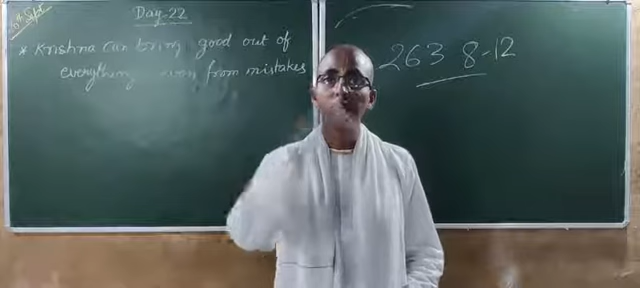 Day-22
* Krishna Can bring good out of
everything even from mistakes
263 8-12